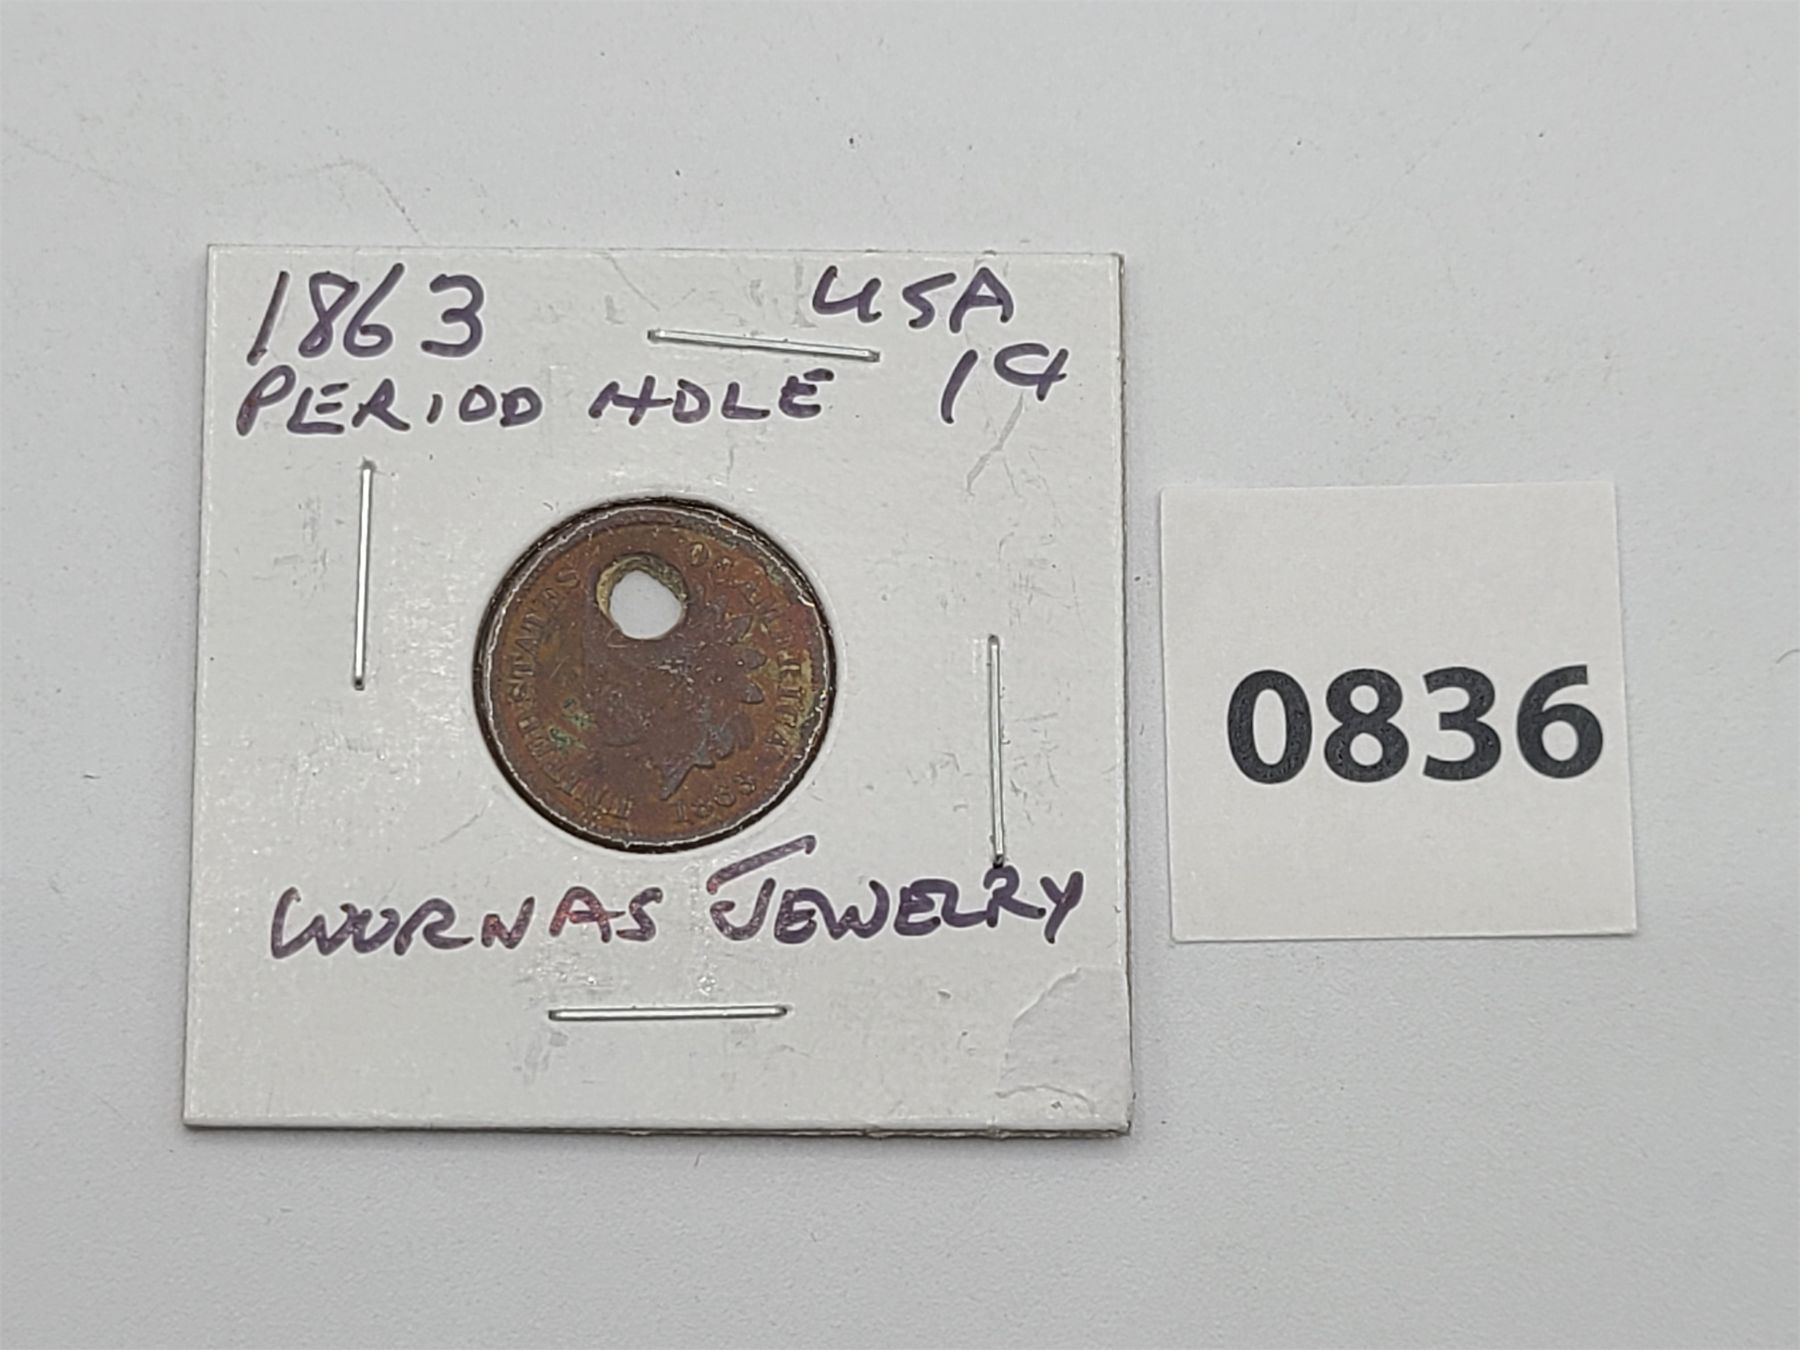 1863 USA
PERIOD HOLE 1¢
UNITED STATES OF AMERICA
1863
WORN AS JEWELRY
0836